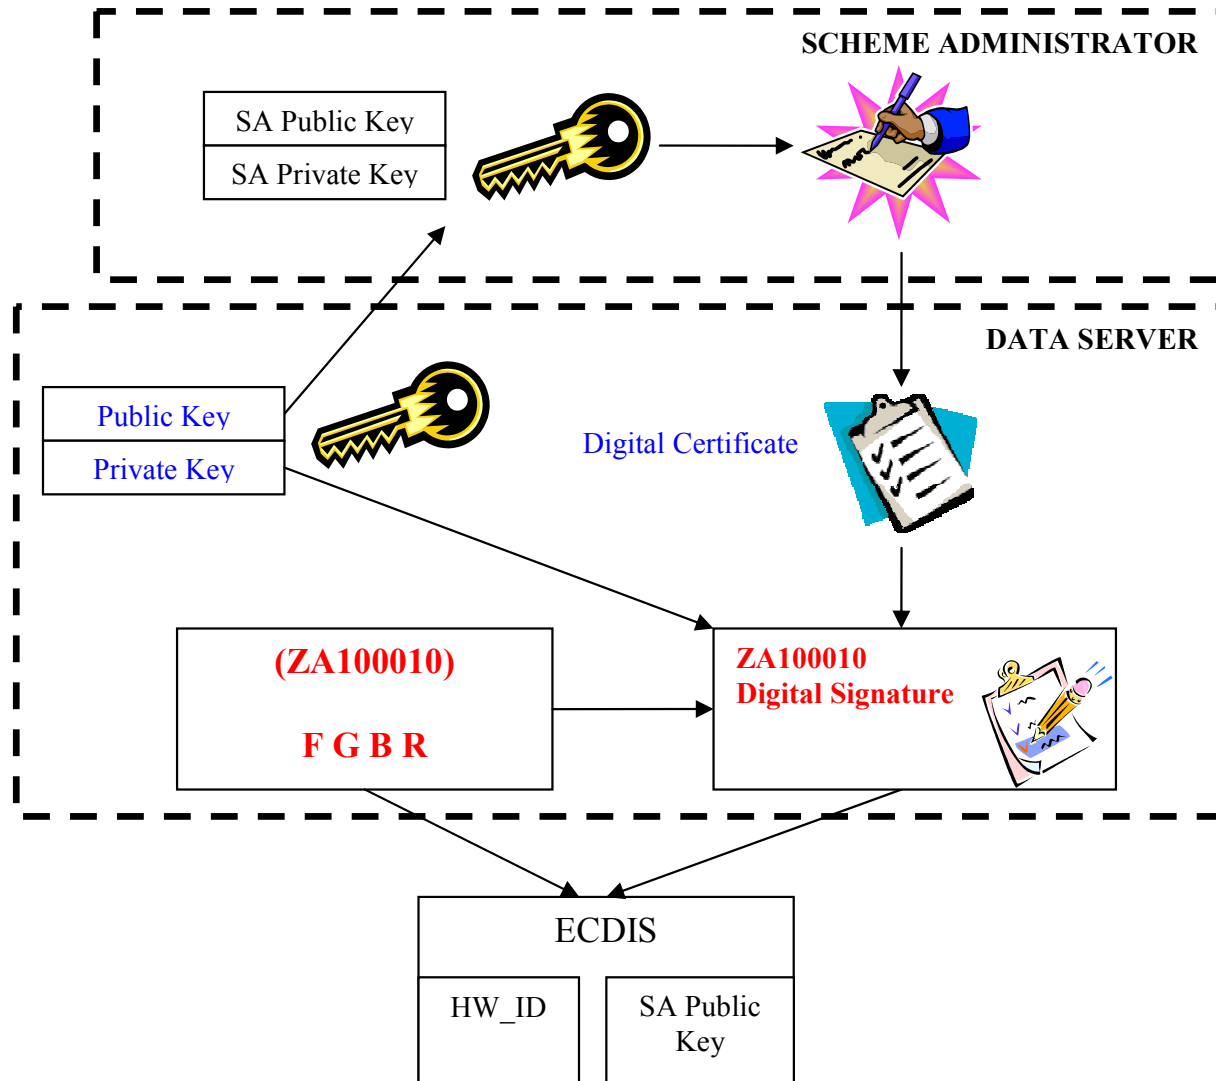 SCHEME ADMINISTRATOR
SA Public Key
SA Private Key
DATA SERVER
Public Key
Private Key
Digital Certificate
(ZA100010)
F G B R
ZA100010
Digital Signature
ECDIS
HW_ID
SA Public
Key